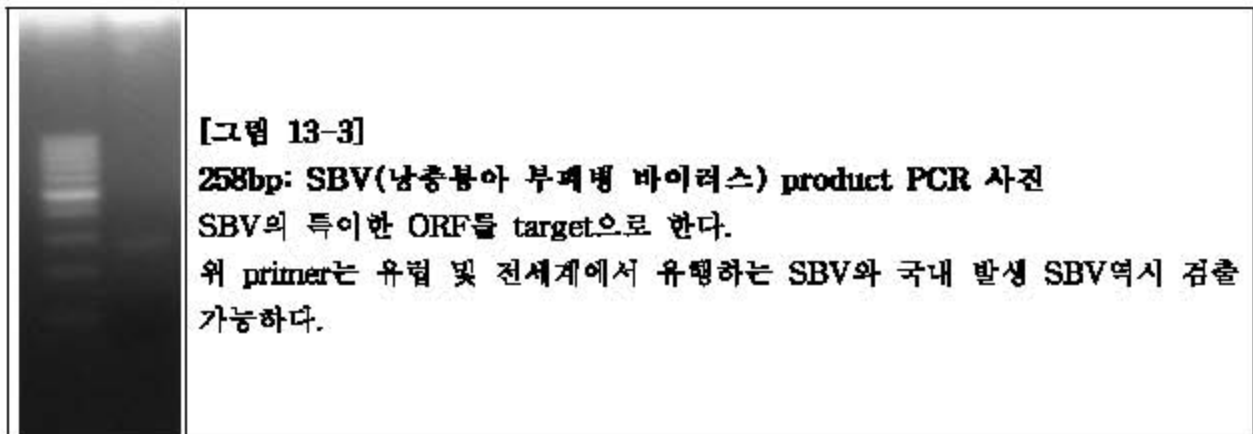 [그림 13-3]
258bp: SBV(낭충봉아 부패병 바이러스) product PCR 사진
SBV의 특이한 ORF를 target으로 한다.
위 primer는 유럽 및 전세계에서 유행하는 SBV와 국내 발생 SBV역시 검출
가능하다.